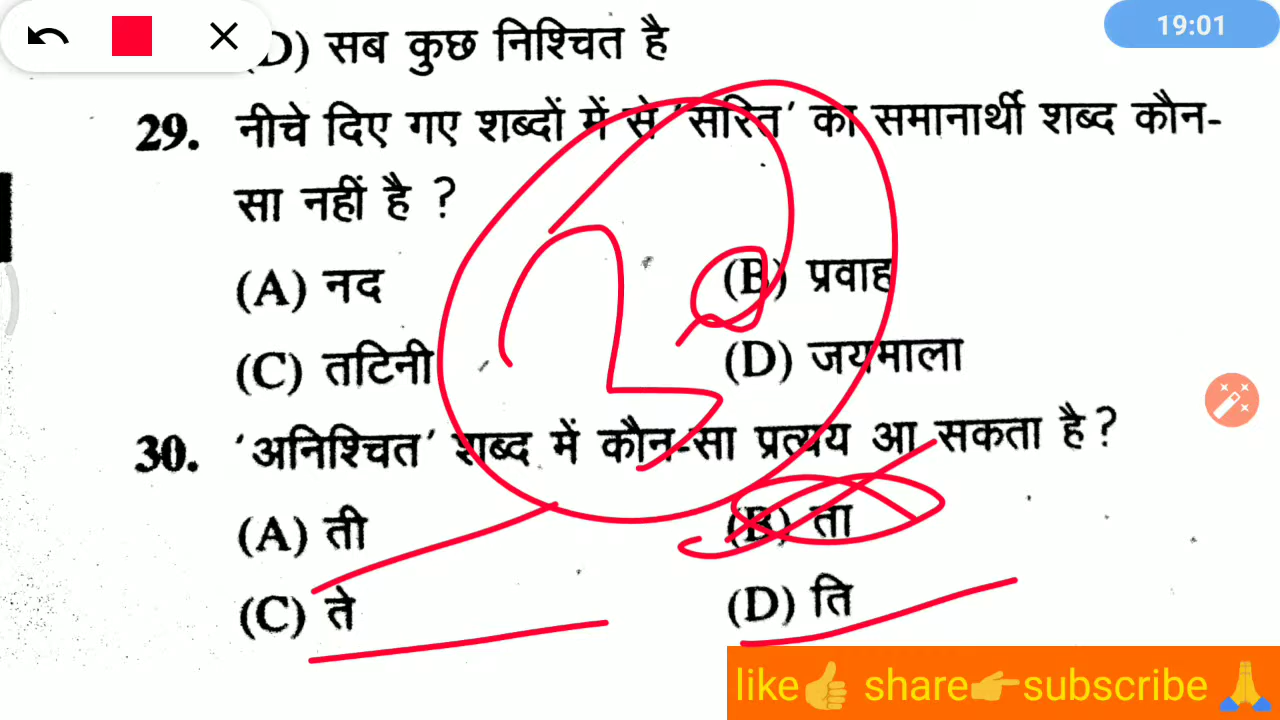 19:01
(D) सब कुछ निश्चित है
29. नीचे दिए गए शब्दों में से 'सरित' का समानार्थी शब्द कौन-
सा नहीं है ?
(A) नद (B) प्रवाह
(C) तटिनी (D) जयमाला
30. 'अनिश्चित' शब्द में कौन-सा प्रत्यय आ सकता है ?
(A) ती (B) ता
(C) ते (D) ति
like👍 share👉subscribe 🙏